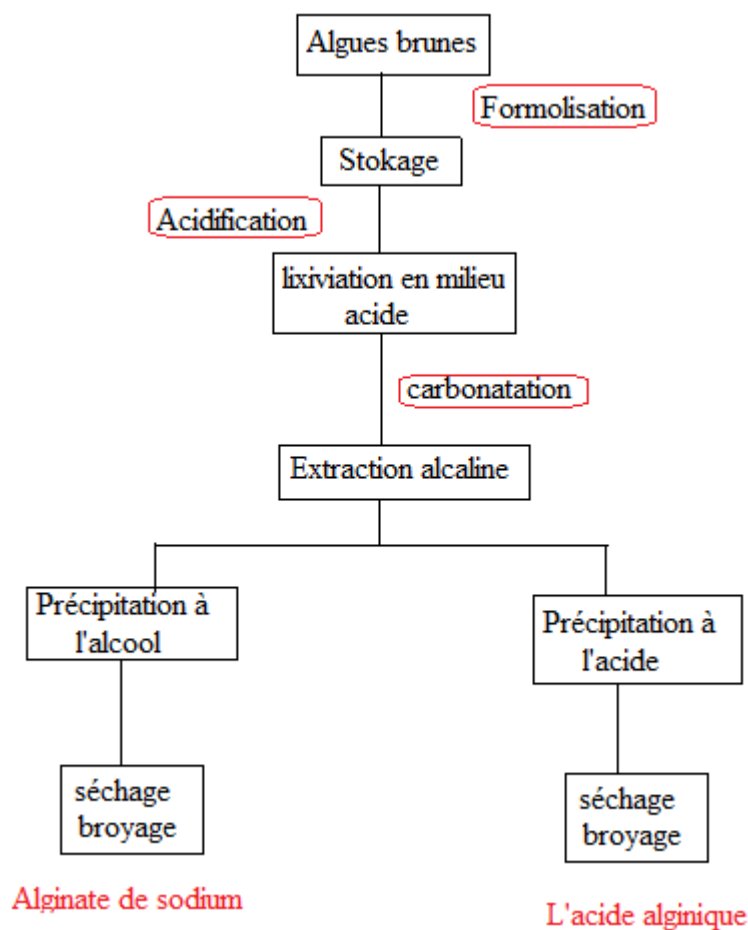 Algues brunes
Formolisation
Stokage
Acidification
lixiviation en milieu
acide
carbonatation
Extraction alcaline
Précipitation à
l'alcool
Précipitation à
l'acide
séchage
broyage
séchage
broyage
Alginate de sodium
L'acide alginique